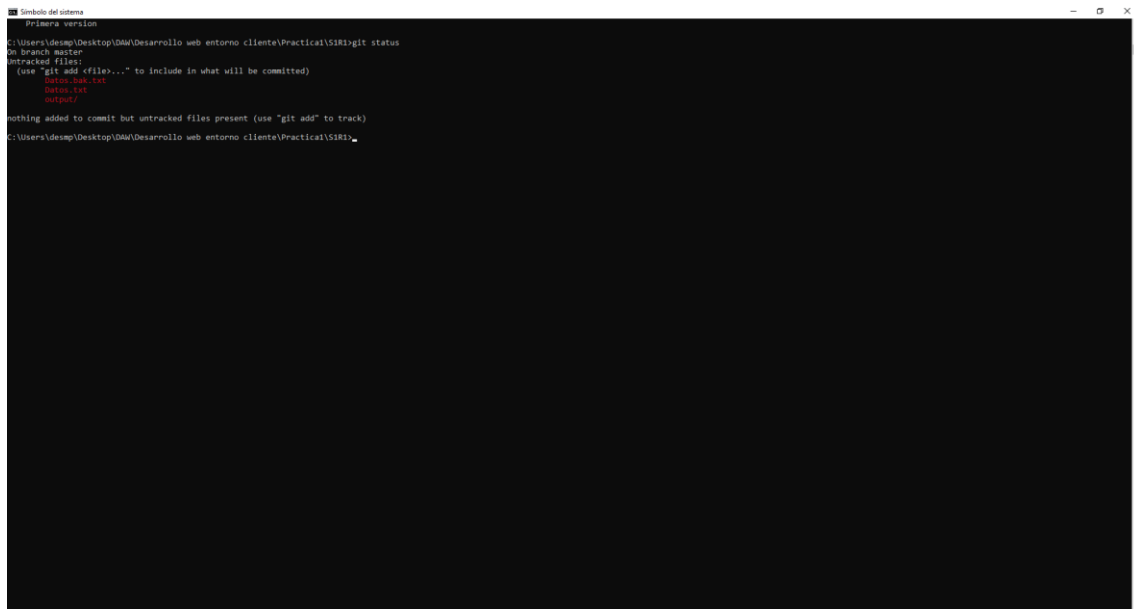 Símbolo del sistema
Primera version
C:\Users\desmp\Desktop\DAW\Desarrollo web entorno cliente\Practica1\S1R1>git status
On branch master
Untracked files:
(use "git add <file>..." to include in what will be committed)
Datos.bak.txt
Datos.txt
output/
nothing added to commit but untracked files present (use "git add" to track)
C:\Users\desmp\Desktop\DAW\Desarrollo web entorno cliente\Practica1\S1R1>